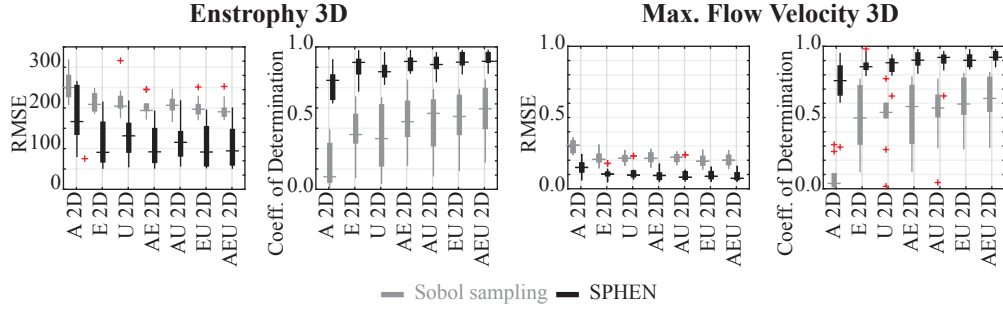 Enstrophy 3D
Max. Flow Velocity 3D
RMSE
300
200
100
0
A 2D
E 2D
U 2D
AE 2D
AU 2D
EU 2D
AEU 2D
Coeff. of Determination
1.0
0.5
0.0
A 2D
E 2D
U 2D
AE 2D
AU 2D
EU 2D
AEU 2D
RMSE
1.0
0.5
0.0
A 2D
E 2D
U 2D
AE 2D
AU 2D
EU 2D
AEU 2D
Coeff. of Determination
1.0
0.5
0.0
A 2D
E 2D
U 2D
AE 2D
AU 2D
EU 2D
AEU 2D
Sobol sampling
SPHEN